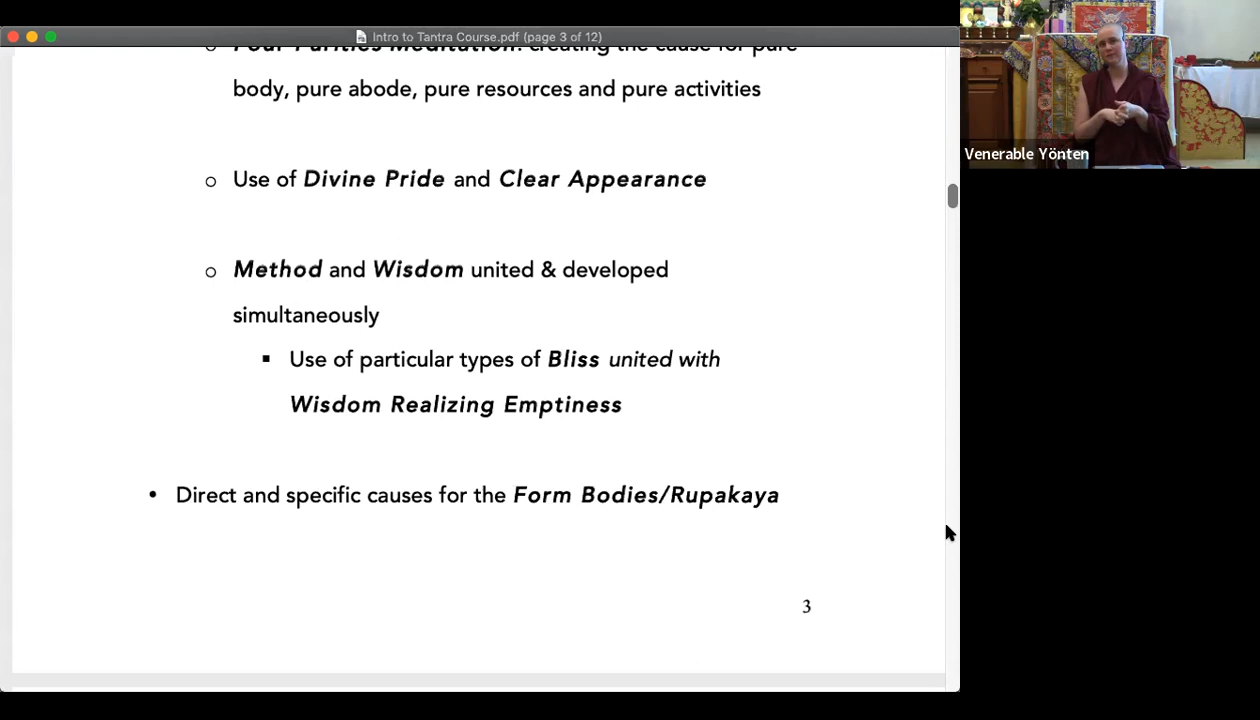 Intro to Tantra Course.pdf (page 3 of 12)
o Four Purities Meditation: creating the cause for pure
body, pure abode, pure resources and pure activities
o Use of Divine Pride and Clear Appearance
o Method and Wisdom united & developed
simultaneously
▪ Use of particular types of Bliss united with
Wisdom Realizing Emptiness
• Direct and specific causes for the Form Bodies/Rupakaya
3
Venerable Yönten